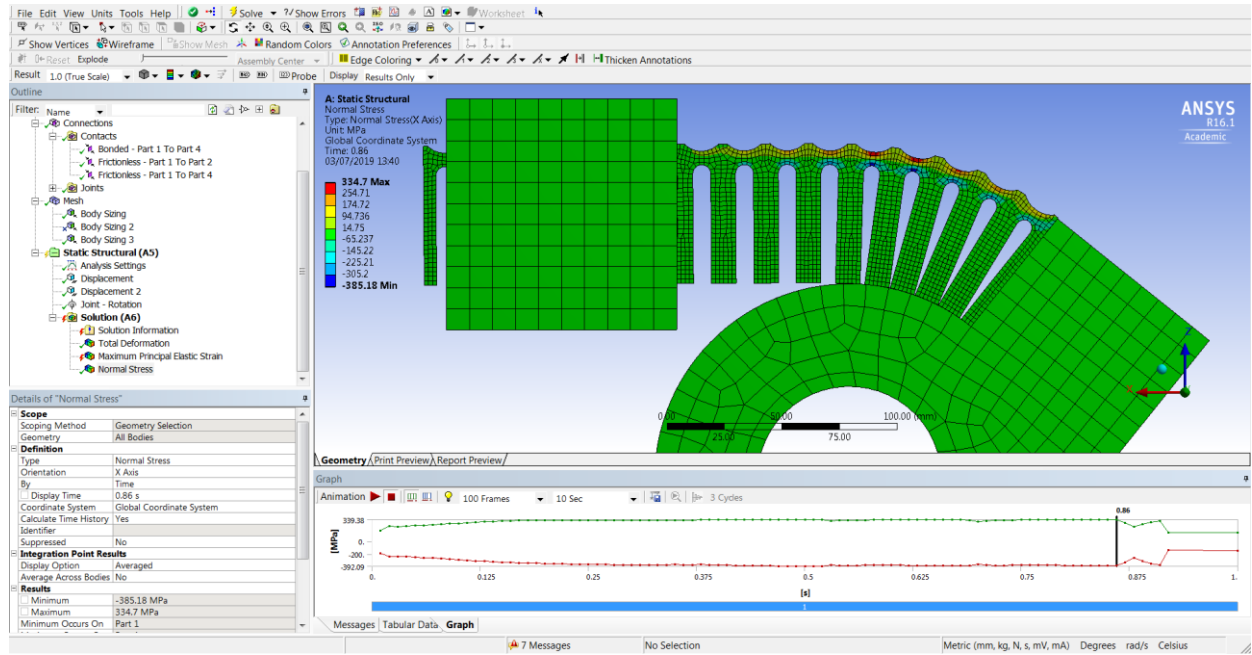 File Edit View Units Tools Help Solve ?/Show Errors Worksheet
Show Vertices Wireframe Show Mesh Random Colors Annotation Preferences
Reset Explode Assembly Center Edge Coloring Thicken Annotations
Result 1.0 (True Scale) Probe Display Results Only
Outline
Filter: Name
Connections
Contacts
Bonded - Part 1 To Part 4
Frictionless - Part 1 To Part 2
Frictionless - Part 1 To Part 4
Joints
Mesh
Body Sizing
Body Sizing 2
Body Sizing 3
Static Structural (A5)
Analysis Settings
Displacement
Displacement 2
Joint - Rotation
Solution (A6)
Solution Information
Total Deformation
Maximum Principal Elastic Strain
Normal Stress
Details of "Normal Stress"
Scope
Scoping Method Geometry Selection
Geometry All Bodies
Definition
Type Normal Stress
Orientation X Axis
By Time
Display Time 0.86 s
Coordinate System Global Coordinate System
Calculate Time History Yes
Identifier
Suppressed No
Integration Point Results
Display Option Averaged
Average Across Bodies No
Results
Minimum -385.18 MPa
Maximum 334.7 MPa
Minimum Occurs On Part 1
A: Static Structural
Normal Stress
Type: Normal Stress(X Axis)
Unit: MPa
Global Coordinate System
Time: 0.86
03/07/2019 13:40
334.7 Max
254.71
174.72
94.736
14.75
-65.237
-145.22
-225.21
-305.2
-385.18 Min
ANSYS
R16.1
Academic
Z
X
0.00 50.00 100.00 (mm)
25.00 75.00
Geometry Print Preview Report Preview
Graph
Animation 100 Frames 10 Sec 3 Cycles
0.86
339.38
0.
-200.
-392.09
[MPa]
0. 0.125 0.25 0.375 0.5 0.625 0.75 0.875 1.
[s]
1
Messages Tabular Data Graph
7 Messages No Selection Metric (mm, kg, N, s, mV, mA) Degrees rad/s Celsius